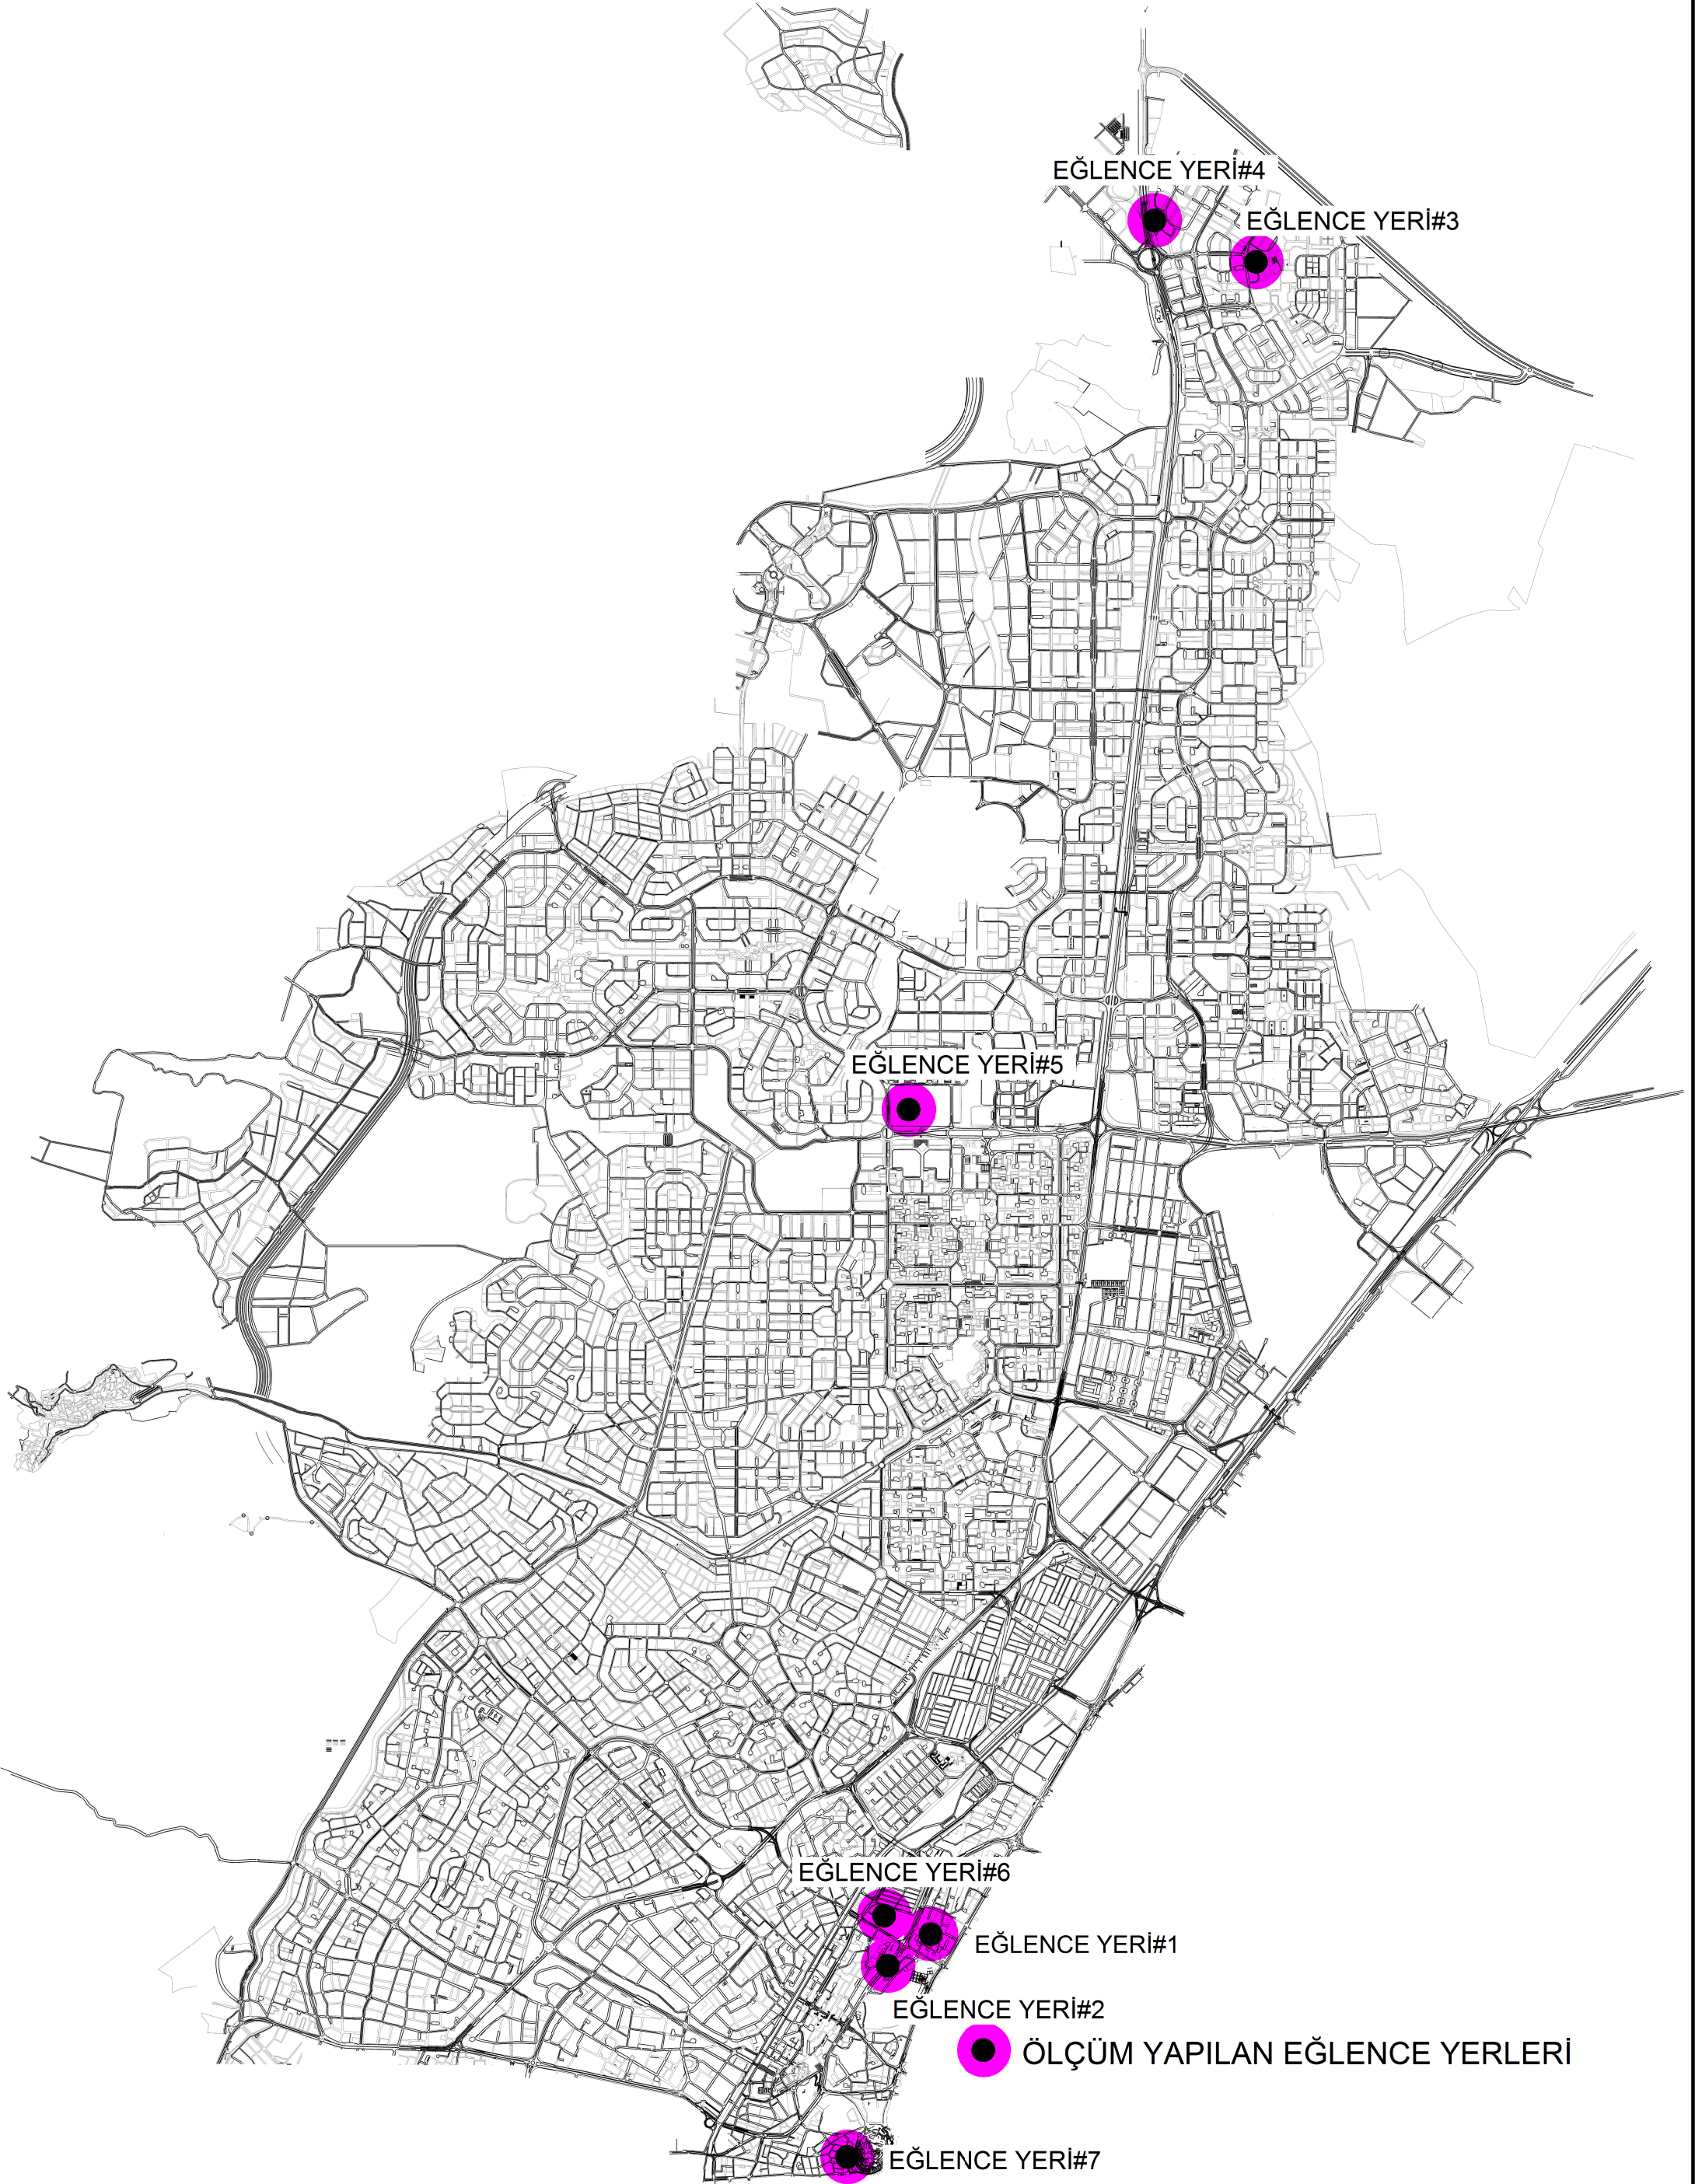 EĞLENCE YERİ#4
EĞLENCE YERİ#3
EĞLENCE YERİ#5
EĞLENCE YERİ#6
EĞLENCE YERİ#1
EĞLENCE YERİ#2
ÖLÇÜM YAPILAN EĞLENCE YERLERİ
EĞLENCE YERİ#7